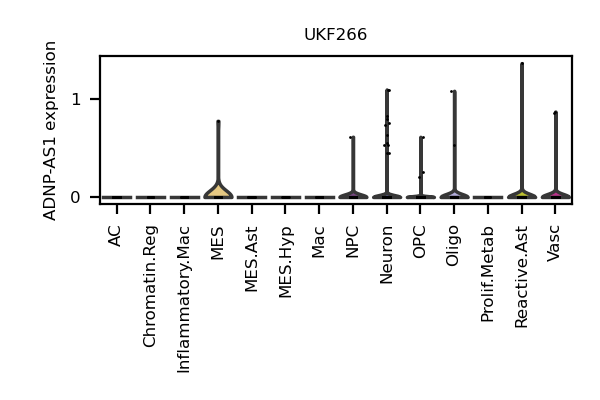 UKF266
ADNP-AS1 expression
1
0
AC
Chromatin.Reg
Inflammatory.Mac
MES
MES.Ast
MES.Hyp
Mac
NPC
Neuron
OPC
Oligo
Prolif.Metab
Reactive.Ast
Vasc